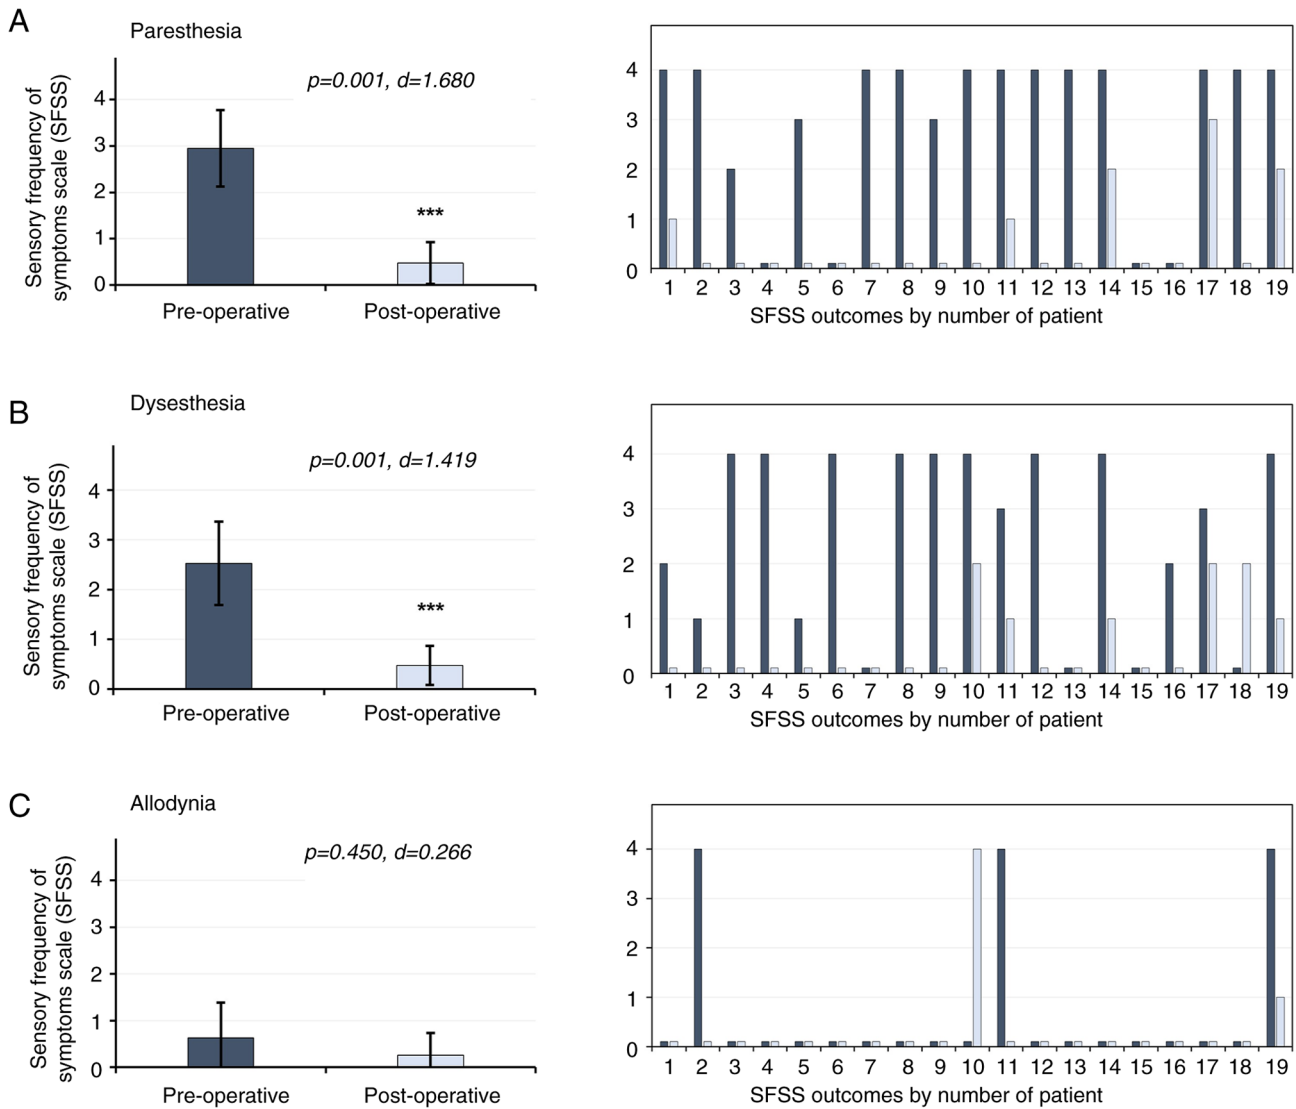 A
Paresthesia
p=0.001, d=1.680
Sensory frequency of
symptoms scale (SFSS)
4
3
2
1
0
***
Pre-operative Post-operative
4
3
2
1
0
1 2 3 4 5 6 7 8 9 10 11 12 13 14 15 16 17 18 19
SFSS outcomes by number of patient
B
Dysesthesia
p=0.001, d=1.419
Sensory frequency of
symptoms scale (SFSS)
4
3
2
1
0
***
Pre-operative Post-operative
4
3
2
1
0
1 2 3 4 5 6 7 8 9 10 11 12 13 14 15 16 17 18 19
SFSS outcomes by number of patient
C
Allodynia
p=0.450, d=0.266
Sensory frequency of
symptoms scale (SFSS)
4
3
2
1
0
Pre-operative Post-operative
4
3
2
1
0
1 2 3 4 5 6 7 8 9 10 11 12 13 14 15 16 17 18 19
SFSS outcomes by number of patient